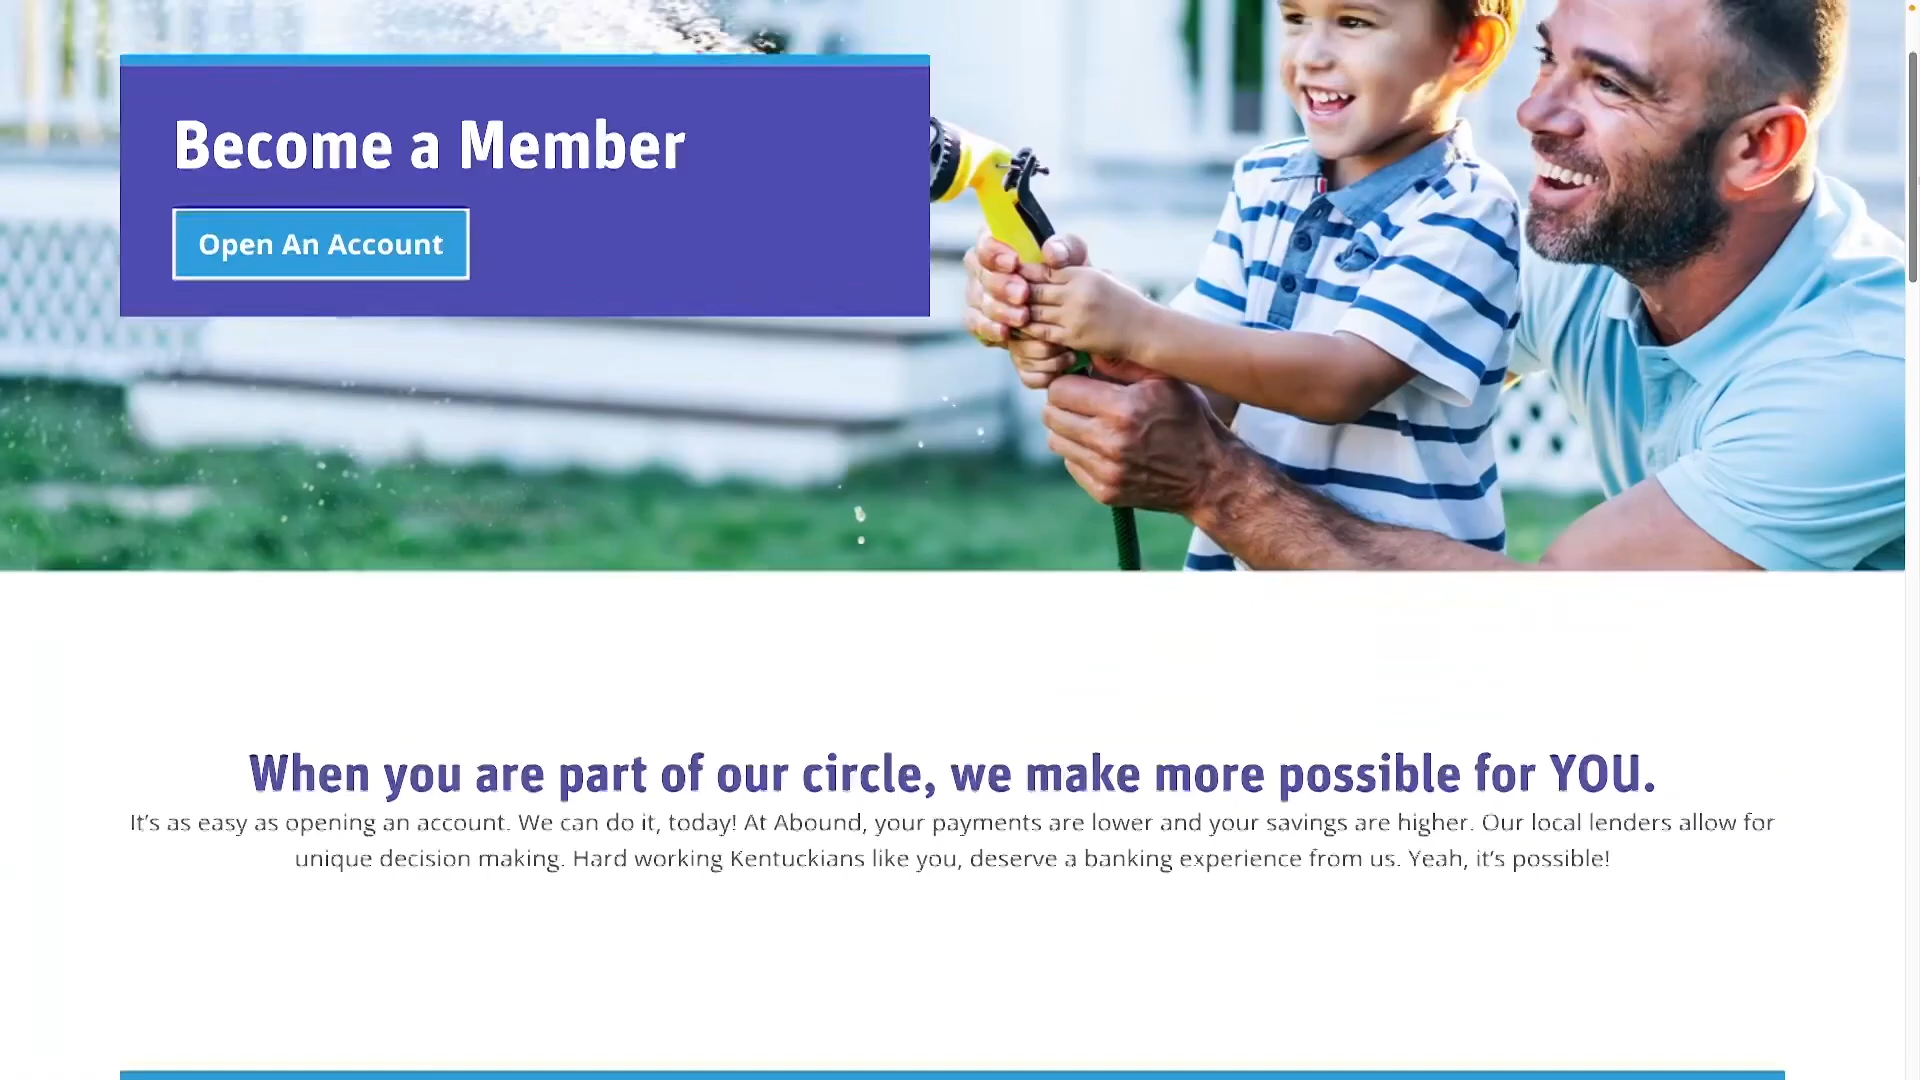 Become a Member
Open An Account
When you are part of our circle, we make more possible for YOU.
It’s as easy as opening an account. We can do it, today! At Abound, your payments are lower and your savings are higher. Our local lenders allow for
unique decision making. Hard working Kentuckians like you, deserve a banking experience from us. Yeah, it’s possible!